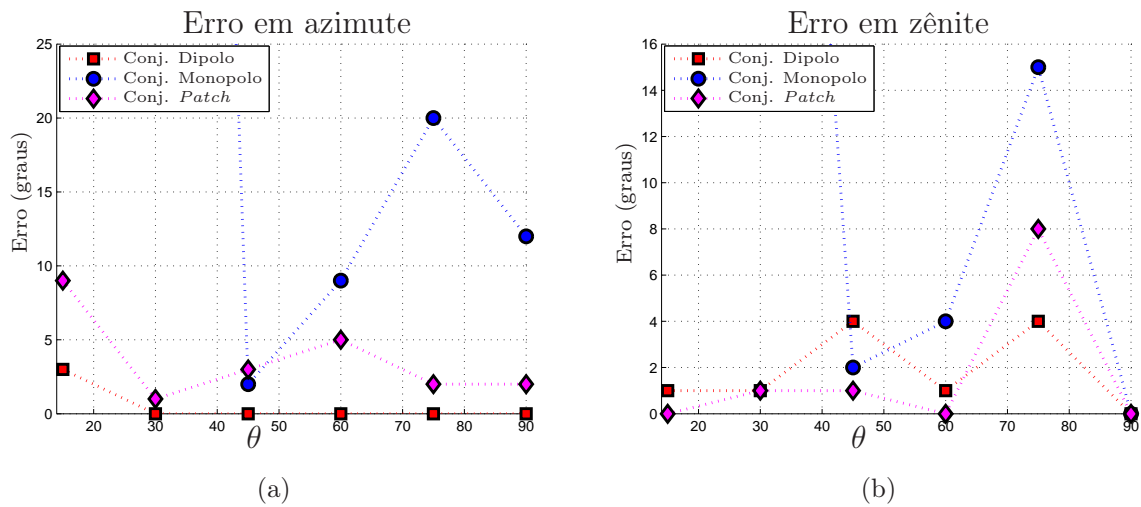 Erro em azimute
25
20
15
10
5
0
Erro (graus)
Conj. Dipolo
Conj. Monopolo
Conj. Patch
20 30 40 50 60 70 80 90
θ
(a)
Erro em zênite
16
14
12
10
8
6
4
2
0
Erro (graus)
Conj. Dipolo
Conj. Monopolo
Conj. Patch
20 30 40 50 60 70 80 90
θ
(b)